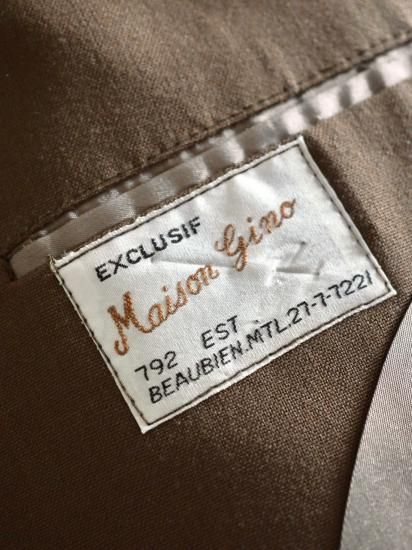 EXCLUSIF
Maison Gino
792 EST
BEAUBIEN.MTL.27-7-7221